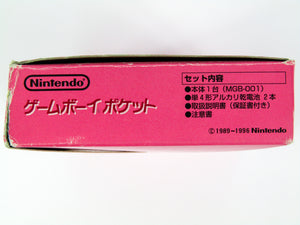 Nintendo
ゲームボーイ ポケット
セット内容
●本体1台(MGB-001)
●単4形アルカリ乾電池 2本
●取扱説明書(保証書付き)
●注意書
©1989~1996 Nintendo